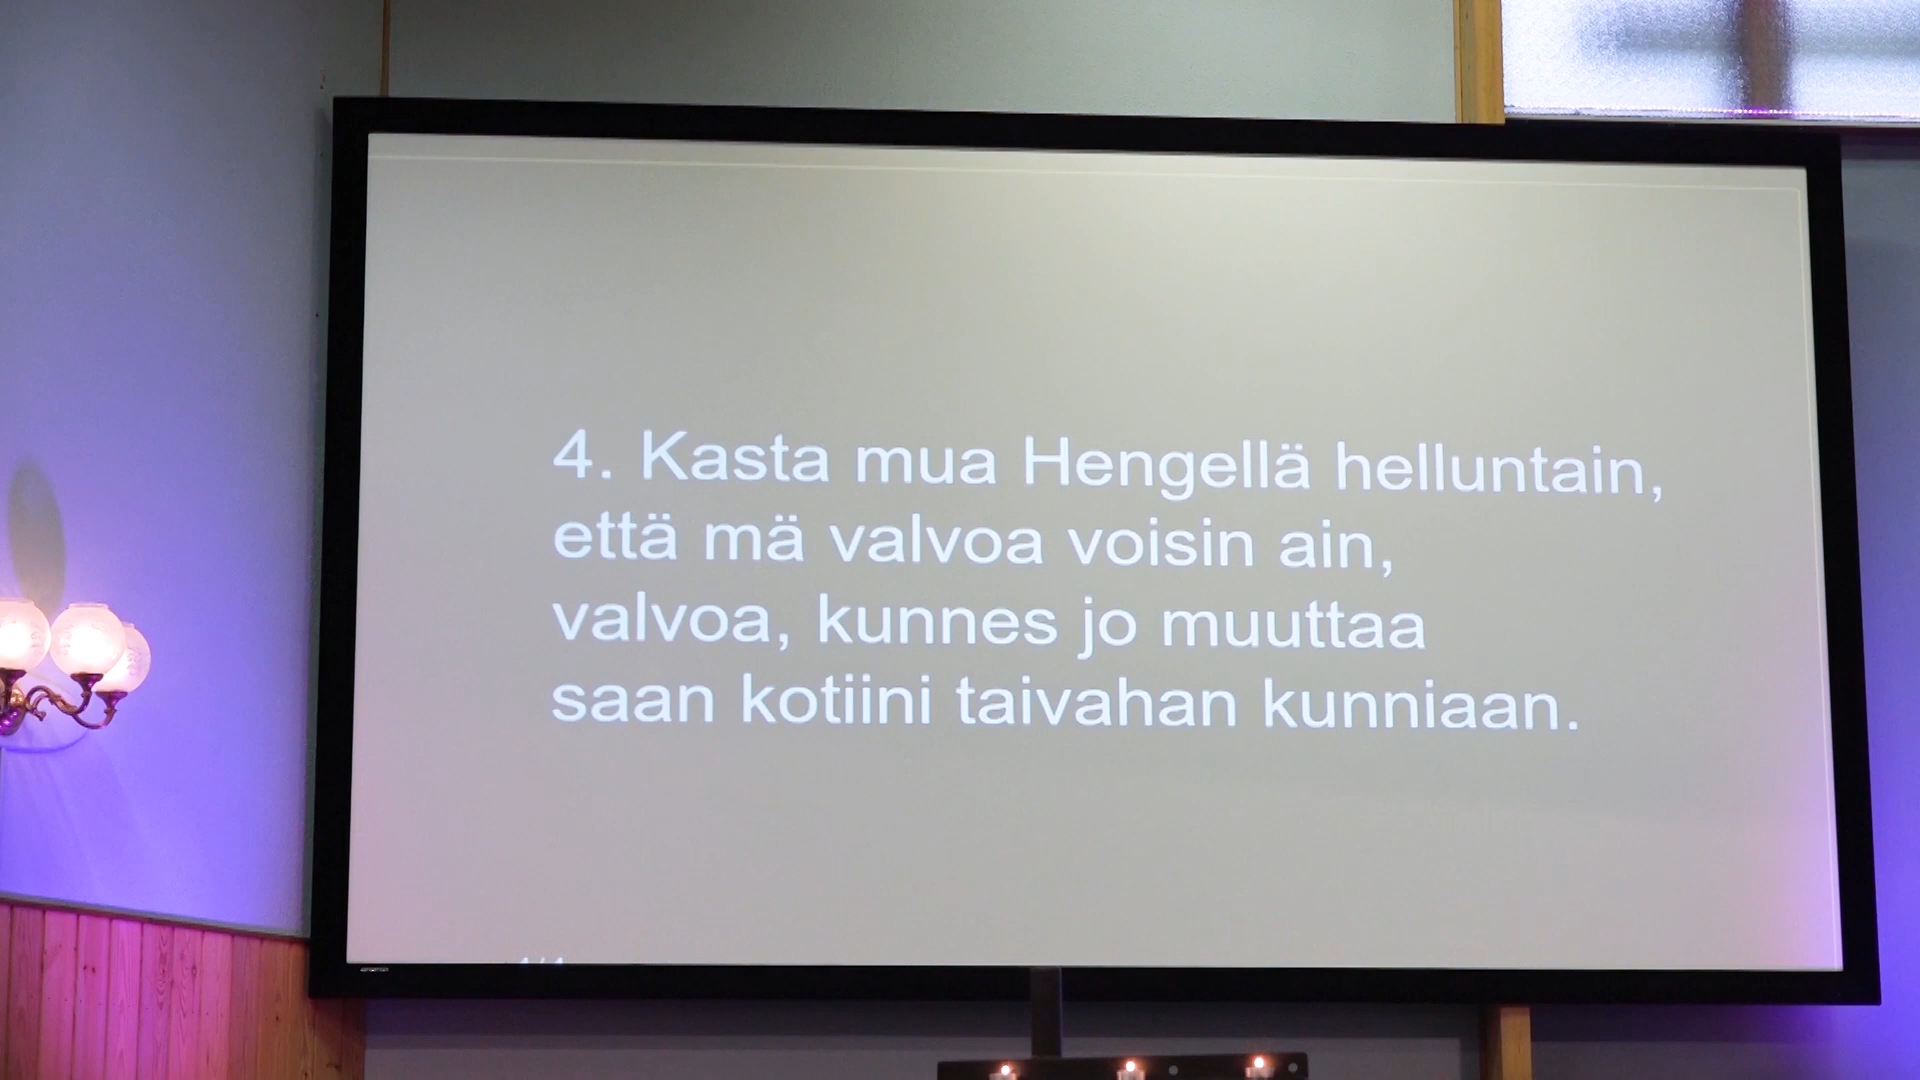 4. Kasta mua Hengellä helluntain,
että mä valvoa voisin ain,
valvoa, kunnes jo muuttaa
saan kotiini taivahan kunniaan.